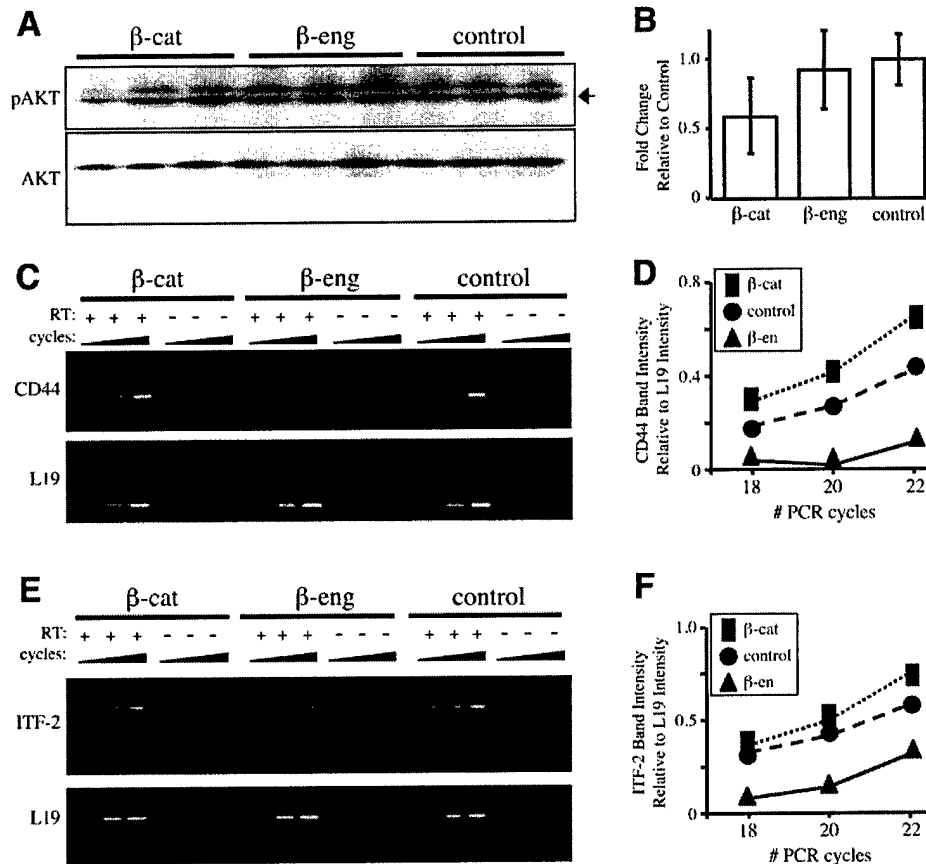 A
β-cat β-eng control
pAKT
AKT
B
Fold Change
Relative to Control
1.0
0.5
0
β-cat β-eng control
C
β-cat β-eng control
RT: + + + - - - + + + - - - + + + - - -
cycles:
CD44
L19
D
CD44 Band Intensity
Relative to L19 Intensity
0.8
0.4
0
β-cat
control
β-en
18 20 22
# PCR cycles
E
β-cat β-eng control
RT: + + + - - - + + + - - - + + + - - -
cycles:
ITF-2
L19
F
ITF-2 Band Intensity
Relative to L19 Intensity
1.0
0.5
0
β-cat
control
β-en
18 20 22
# PCR cycles